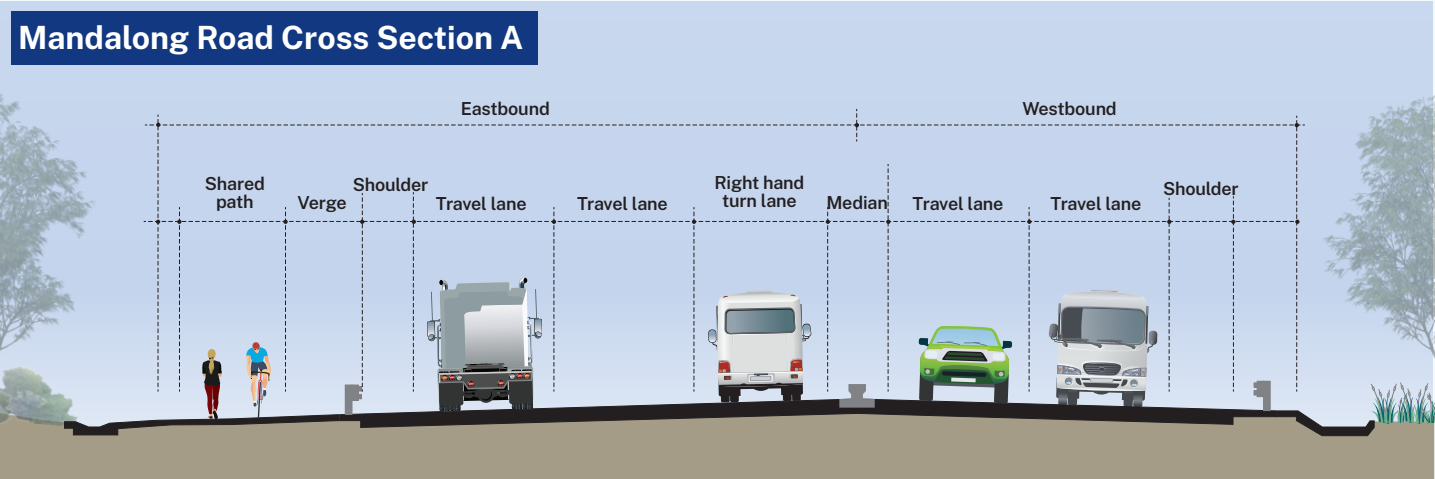 Mandalong Road Cross Section A
Eastbound
Westbound
Shared
path
Verge
Shoulder
Travel lane
Travel lane
Right hand
turn lane
Median
Travel lane
Travel lane
Shoulder